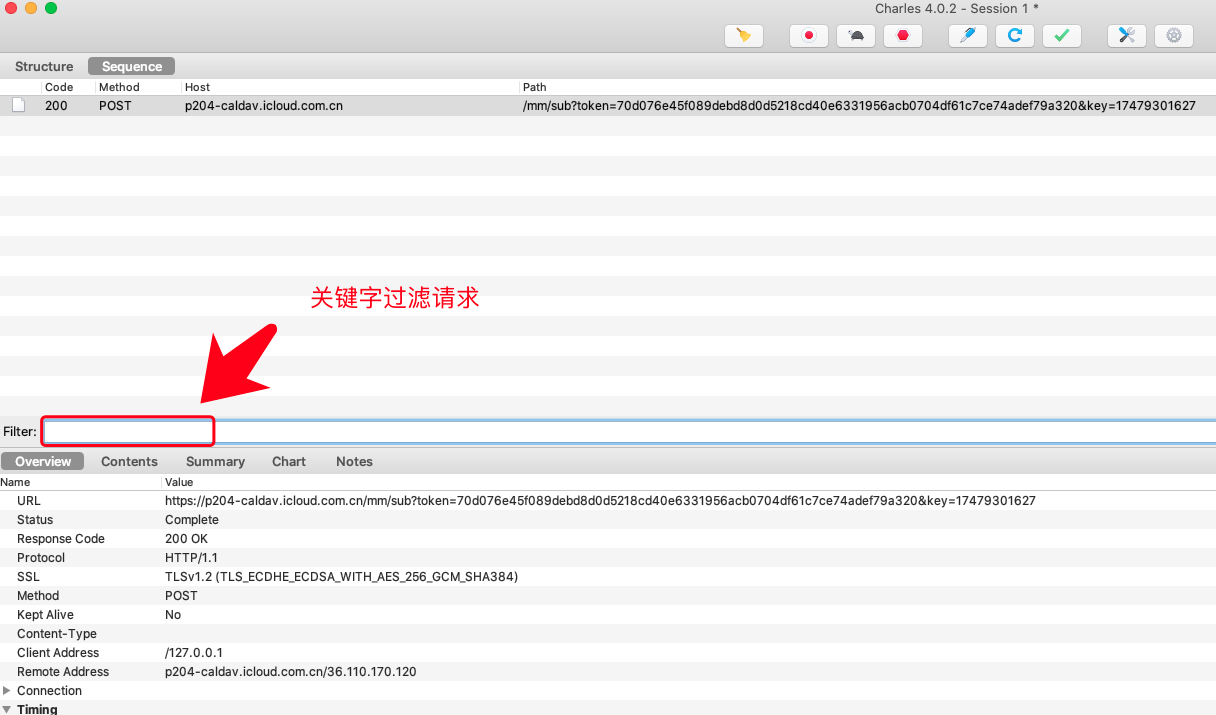 Charles 4.0.2 - Session 1 *
Structure Sequence
Code Method Host Path
200 POST p204-caldav.icloud.com.cn /mm/sub?token=70d076e45f089debd8d0d5218cd40e6331956acb0704df61c7ce74adef79a320&key=17479301627
关键字过滤请求
Filter:
Overview Contents Summary Chart Notes
Name Value
URL https://p204-caldav.icloud.com.cn/mm/sub?token=70d076e45f089debd8d0d5218cd40e6331956acb0704df61c7ce74adef79a320&key=17479301627
Status Complete
Response Code 200 OK
Protocol HTTP/1.1
SSL TLSv1.2 (TLS_ECDHE_ECDSA_WITH_AES_256_GCM_SHA384)
Method POST
Kept Alive No
Content-Type
Client Address /127.0.0.1
Remote Address p204-caldav.icloud.com.cn/36.110.170.120
Connection
Timing